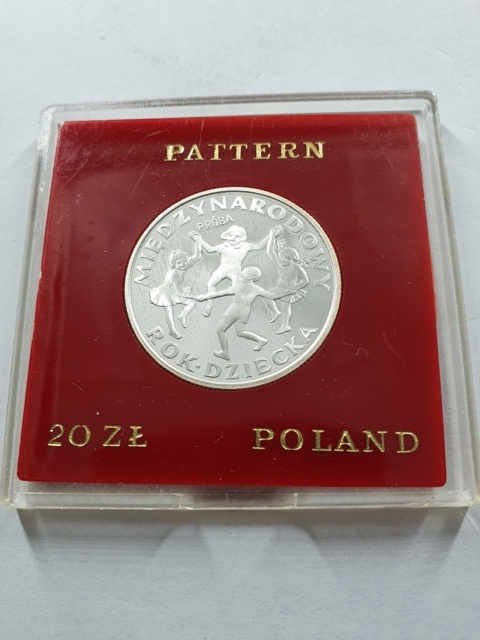 PATTERN
MIĘDZYNARODOWY
PRÓBA
ROK·DZIECKA
20 ZŁ POLAND